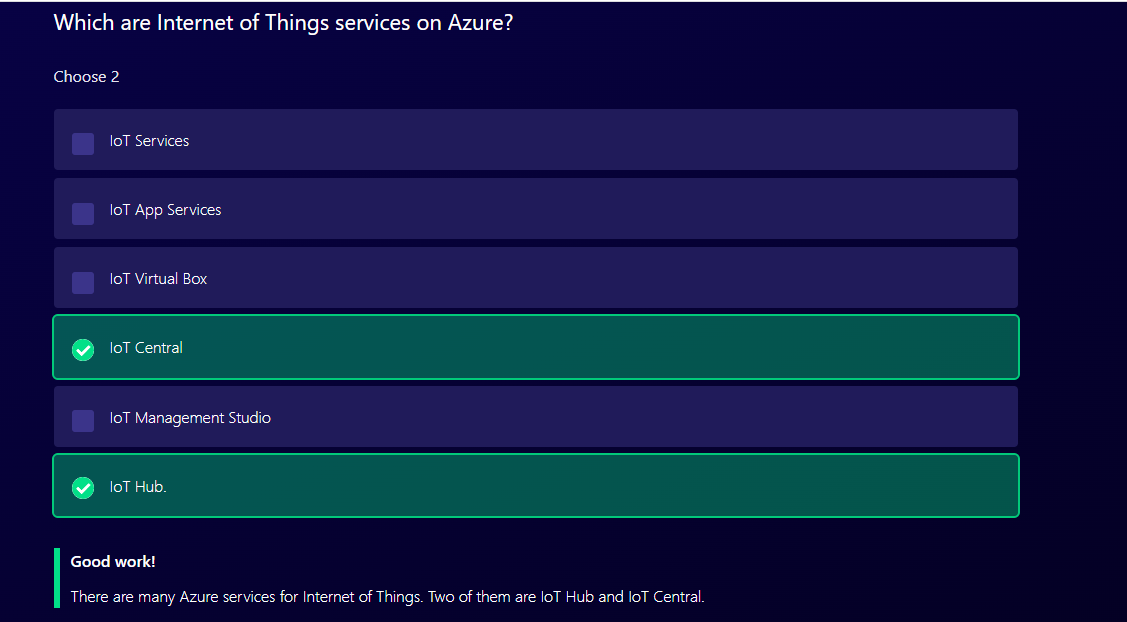 Which are Internet of Things services on Azure?
Choose 2
IoT Services
IoT App Services
IoT Virtual Box
IoT Central
IoT Management Studio
IoT Hub.
Good work!
There are many Azure services for Internet of Things. Two of them are IoT Hub and IoT Central.